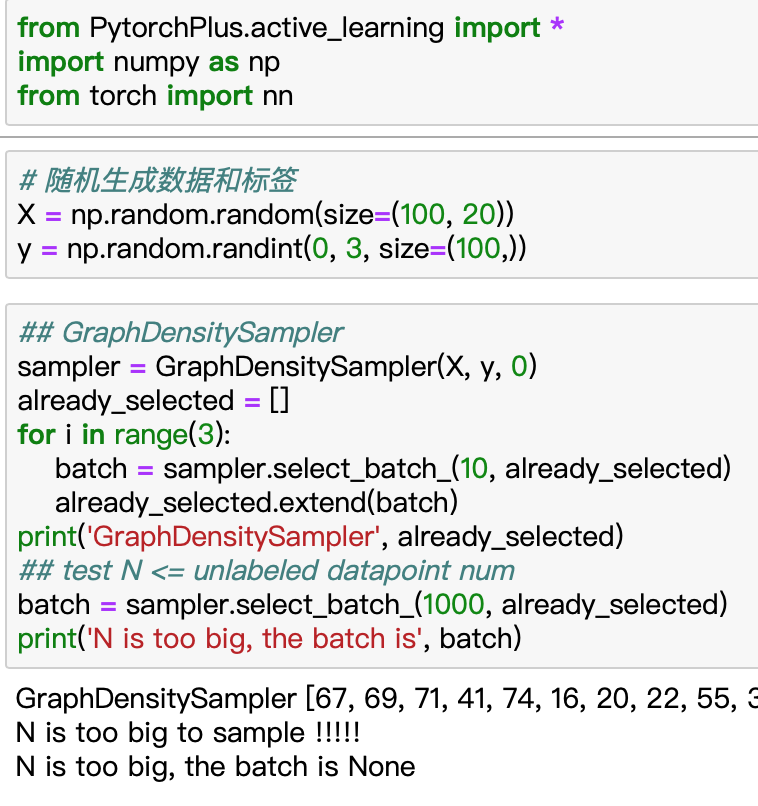 from PytorchPlus.active_learning import *
import numpy as np
from torch import nn
# 随机生成数据和标签
X = np.random.random(size=(100, 20))
y = np.random.randint(0, 3, size=(100,))
## GraphDensitySampler
sampler = GraphDensitySampler(X, y, 0)
already_selected = []
for i in range(3):
    batch = sampler.select_batch_(10, already_selected)
    already_selected.extend(batch)
print('GraphDensitySampler', already_selected)
## test N <= unlabeled datapoint num
batch = sampler.select_batch_(1000, already_selected)
print('N is too big, the batch is', batch)
GraphDensitySampler [67, 69, 71, 41, 74, 16, 20, 22, 55,
N is too big to sample !!!!!
N is too big, the batch is None